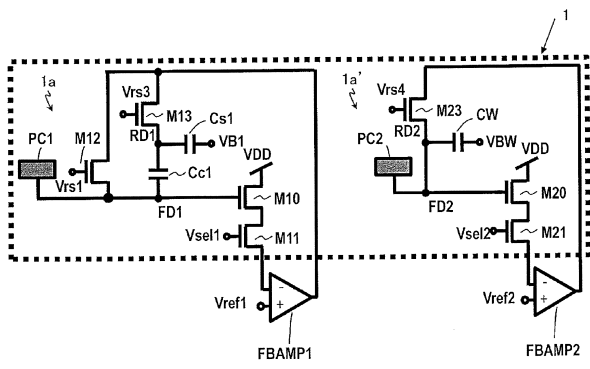 1
1a
Vrs3
M13
RD1
Cs1
VB1
PC1
M12
Vrs1
Cc1
VDD
FD1
M10
Vsel1
M11
Vref1
-
+
FBAMP1
1a'
Vrs4
M23
RD2
CW
VBW
PC2
VDD
FD2
M20
Vsel2
M21
Vref2
-
+
FBAMP2